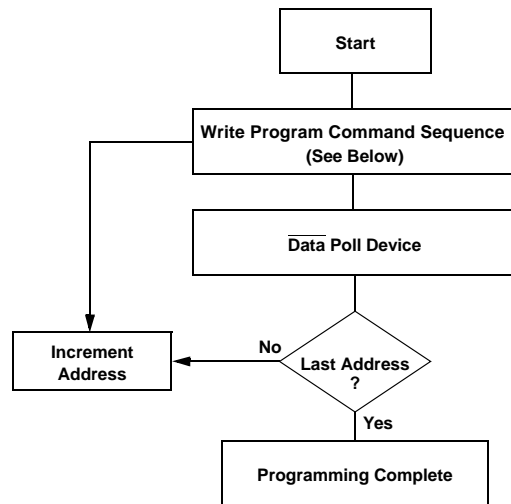 Start
Write Program Command Sequence
(See Below)
Data Poll Device
No
Increment
Address
Last Address
?
Yes
Programming Complete